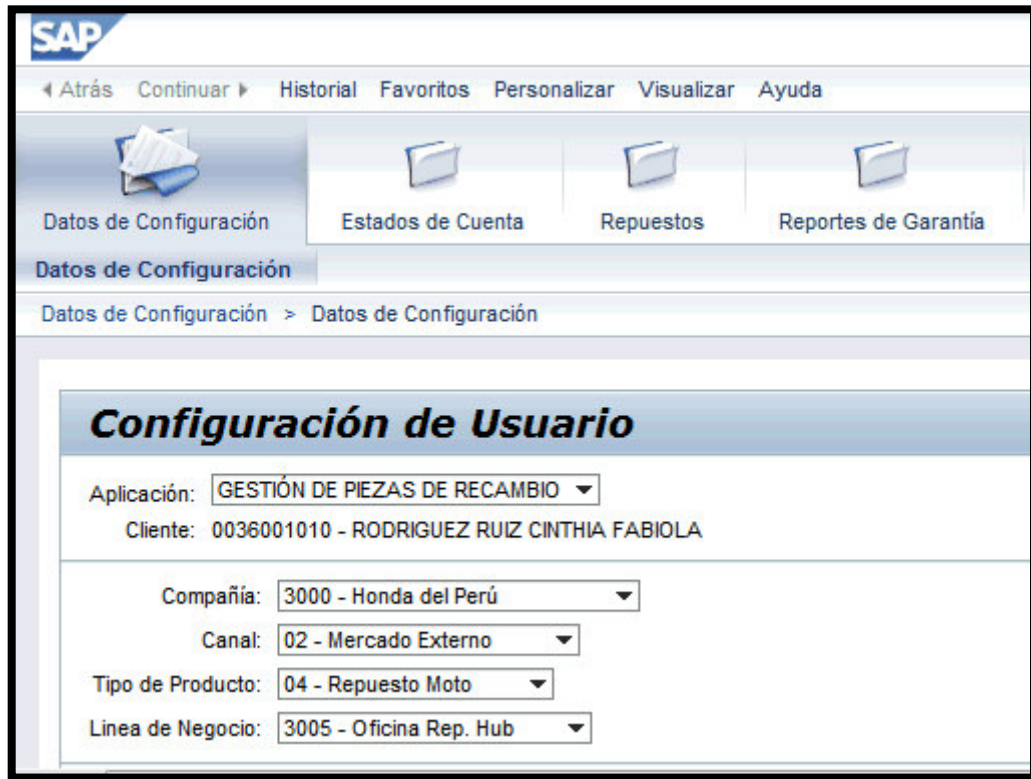 SAP
Atrás Continuar Historial Favoritos Personalizar Visualizar Ayuda
Datos de Configuración Estados de Cuenta Repuestos Reportes de Garantía
Datos de Configuración
Datos de Configuración > Datos de Configuración
Configuración de Usuario
Aplicación: GESTIÓN DE PIEZAS DE RECAMBIO
Cliente: 0036001010 - RODRIGUEZ RUIZ CINTHIA FABIOLA
Compañía: 3000 - Honda del Perú
Canal: 02 - Mercado Externo
Tipo de Producto: 04 - Repuesto Moto
Linea de Negocio: 3005 - Oficina Rep. Hub